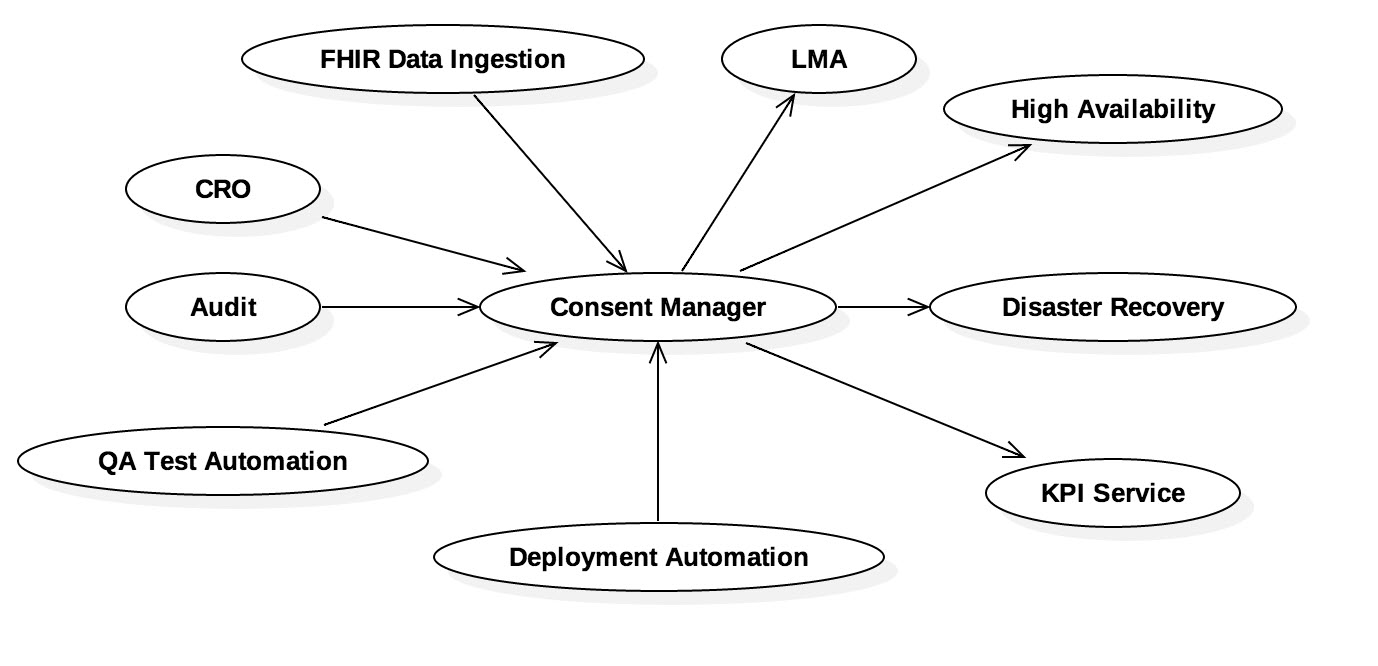 FHIR Data Ingestion
LMA
High Availability
CRO
Audit
Consent Manager
Disaster Recovery
QA Test Automation
KPI Service
Deployment Automation